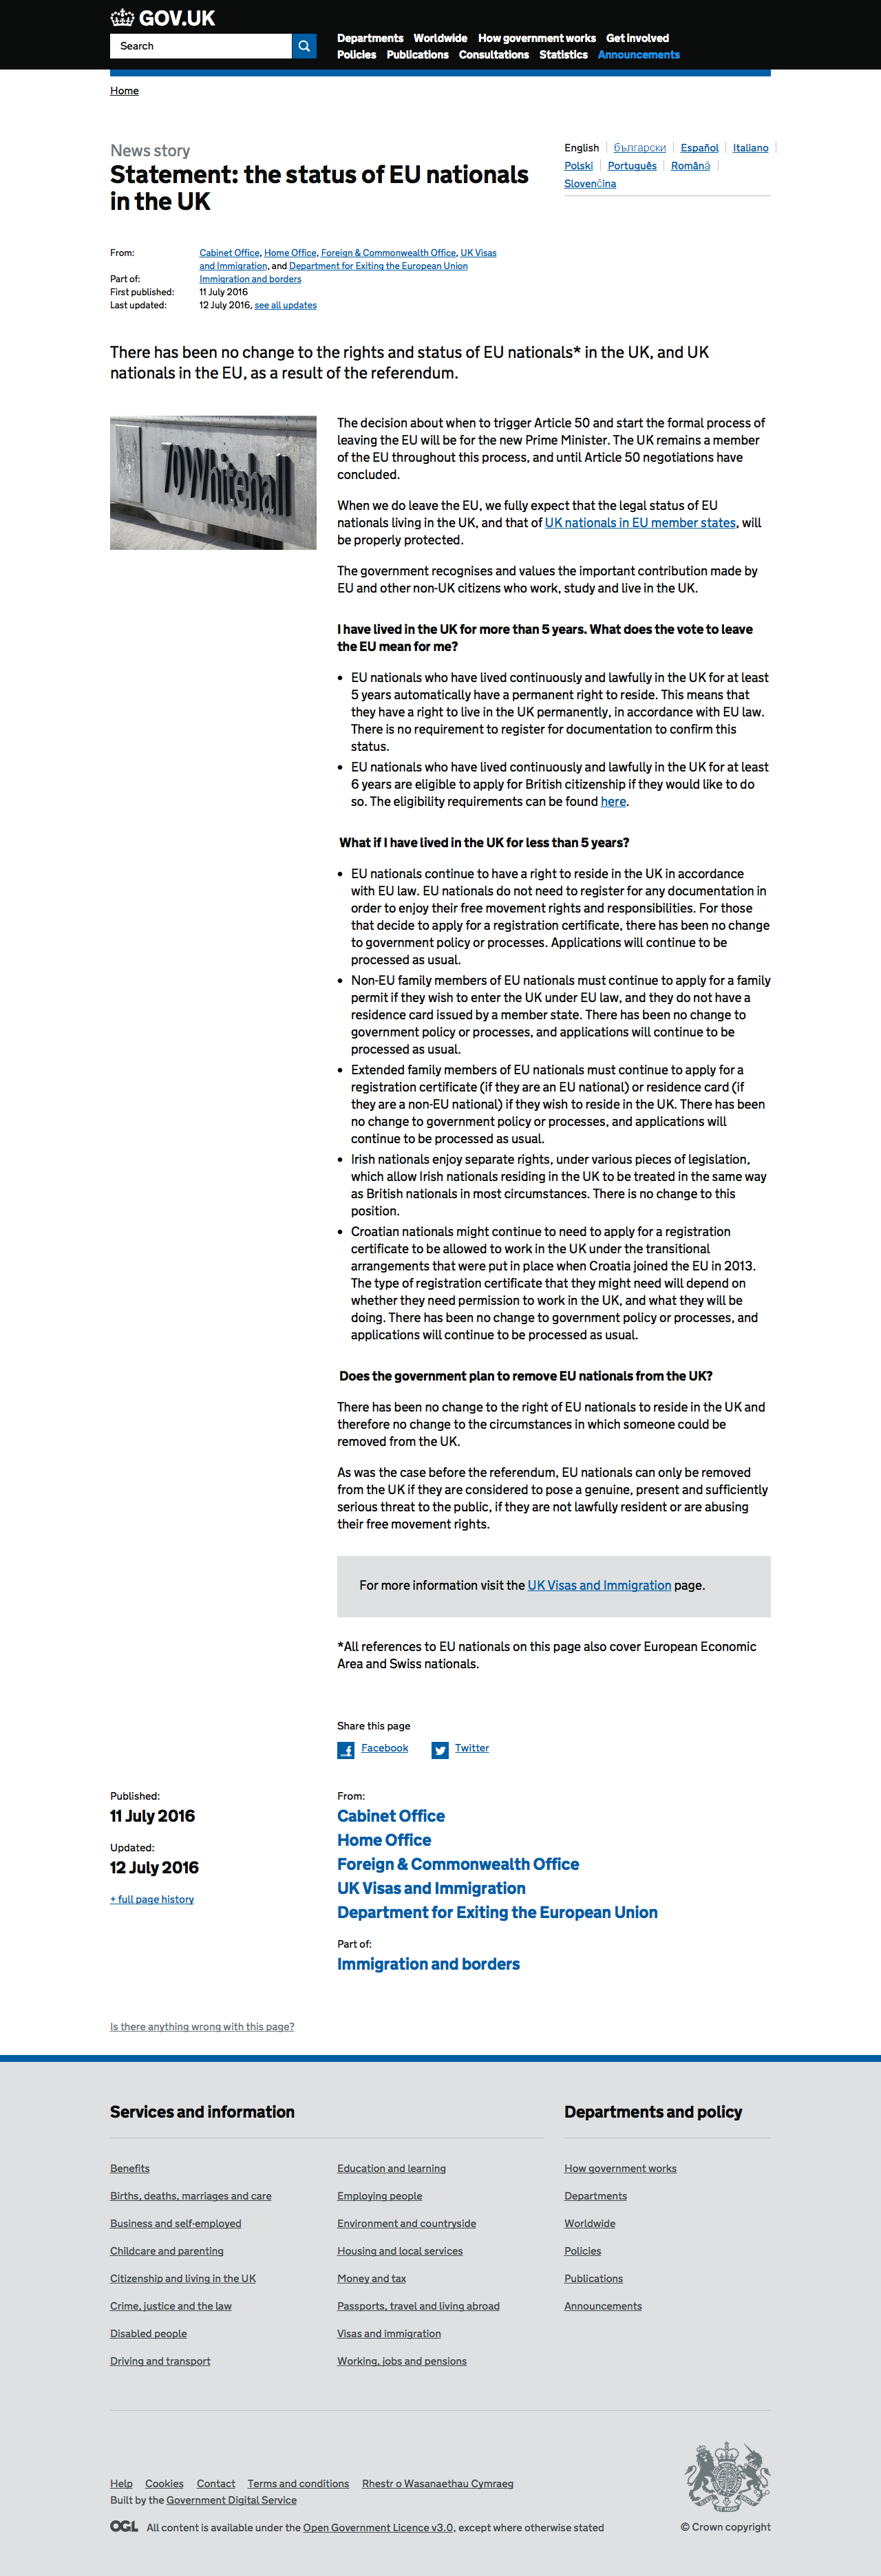 GOV.UK
Search
Departments Worldwide How government works Get involved
Policies Publications Consultations Statistics Announcements
Home
News story
Statement: the status of EU nationals
in the UK
English български Español Italiano
Polski Português Română
Slovenčina
From: Cabinet Office, Home Office, Foreign & Commonwealth Office, UK Visas
and Immigration, and Department for Exiting the European Union
Part of: Immigration and borders
First published: 11 July 2016
Last updated: 12 July 2016, see all updates
There has been no change to the rights and status of EU nationals* in the UK, and UK
nationals in the EU, as a result of the referendum.
70 Whitehall
The decision about when to trigger Article 50 and start the formal process of
leaving the EU will be for the new Prime Minister. The UK remains a member
of the EU throughout this process, and until Article 50 negotiations have
concluded.
When we do leave the EU, we fully expect that the legal status of EU
nationals living in the UK, and that of UK nationals in EU member states, will
be properly protected.
The government recognises and values the important contribution made by
EU and other non-UK citizens who work, study and live in the UK.
I have lived in the UK for more than 5 years. What does the vote to leave
the EU mean for me?
• EU nationals who have lived continuously and lawfully in the UK for at least
5 years automatically have a permanent right to reside. This means that
they have a right to live in the UK permanently, in accordance with EU law.
There is no requirement to register for documentation to confirm this
status.
• EU nationals who have lived continuously and lawfully in the UK for at least
6 years are eligible to apply for British citizenship if they would like to do
so. The eligibility requirements can be found here.
What if I have lived in the UK for less than 5 years?
• EU nationals continue to have a right to reside in the UK in accordance
with EU law. EU nationals do not need to register for any documentation in
order to enjoy their free movement rights and responsibilities. For those
that decide to apply for a registration certificate, there has been no change
to government policy or processes. Applications will continue to be
processed as usual.
• Non-EU family members of EU nationals must continue to apply for a family
permit if they wish to enter the UK under EU law, and they do not have a
residence card issued by a member state. There has been no change to
government policy or processes, and applications will continue to be
processed as usual.
• Extended family members of EU nationals must continue to apply for a
registration certificate (if they are an EU national) or residence card (if
they are a non-EU national) if they wish to reside in the UK. There has been
no change to government policy or processes, and applications will
continue to be processed as usual.
• Irish nationals enjoy separate rights, under various pieces of legislation,
which allow Irish nationals residing in the UK to be treated in the same way
as British nationals in most circumstances. There is no change to this
position.
• Croatian nationals might continue to need to apply for a registration
certificate to be allowed to work in the UK under the transitional
arrangements that were put in place when Croatia joined the EU in 2013.
The type of registration certificate that they might need will depend on
whether they need permission to work in the UK, and what they will be
doing. There has been no change to government policy or processes, and
applications will continue to be processed as usual.
Does the government plan to remove EU nationals from the UK?
There has been no change to the right of EU nationals to reside in the UK and
therefore no change to the circumstances in which someone could be
removed from the UK.
As was the case before the referendum, EU nationals can only be removed
from the UK if they are considered to pose a genuine, present and sufficiently
serious threat to the public, if they are not lawfully resident or are abusing
their free movement rights.
For more information visit the UK Visas and Immigration page.
*All references to EU nationals on this page also cover European Economic
Area and Swiss nationals.
Share this page
Facebook Twitter
Published:
11 July 2016
Updated:
12 July 2016
+ full page history
From:
Cabinet Office
Home Office
Foreign & Commonwealth Office
UK Visas and Immigration
Department for Exiting the European Union
Part of:
Immigration and borders
Is there anything wrong with this page?
Services and information
Benefits
Births, deaths, marriages and care
Business and self-employed
Childcare and parenting
Citizenship and living in the UK
Crime, justice and the law
Disabled people
Driving and transport
Education and learning
Employing people
Environment and countryside
Housing and local services
Money and tax
Passports, travel and living abroad
Visas and immigration
Working, jobs and pensions
Departments and policy
How government works
Departments
Worldwide
Policies
Publications
Announcements
Help Cookies Contact Terms and conditions Rhestr o Wasanaethau Cymraeg
Built by the Government Digital Service
OGL All content is available under the Open Government Licence v3.0, except where otherwise stated
© Crown copyright